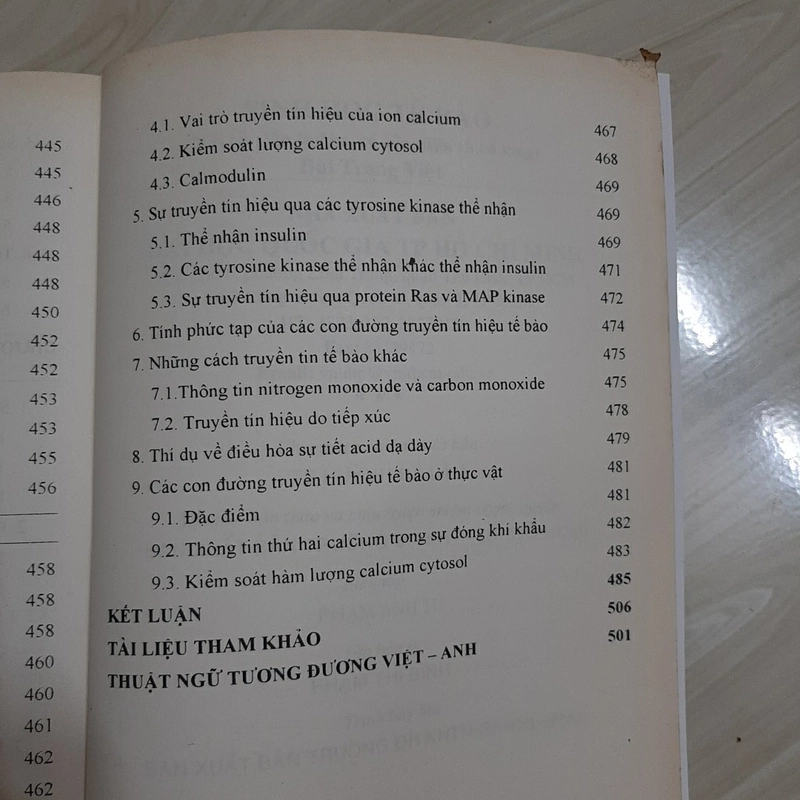 445
445
446
448
448
448
450
452
452
453
453
455
456
458
458
458
460
460
461
462
462
4.1. Vai trò truyền tín hiệu của ion calcium 467
4.2. Kiểm soát lượng calcium cytosol 468
4.3. Calmodulin 469
5. Sự truyền tín hiệu qua các tyrosine kinase thể nhận 469
5.1. Thể nhận insulin 469
5.2. Các tyrosine kinase thể nhận khác thể nhận insulin 471
5.3. Sự truyền tín hiệu qua protein Ras và MAP kinase 472
6. Tính phức tạp của các con đường truyền tín hiệu tế bào 474
7. Những cách truyền tin tế bào khác 475
7.1.Thông tin nitrogen monoxide và carbon monoxide 475
7.2. Truyền tín hiệu do tiếp xúc 478
8. Thí dụ về điều hòa sự tiết acid dạ dày 479
9. Các con đường truyền tín hiệu tế bào ở thực vật 481
9.1. Đặc điểm 481
9.2. Thông tin thứ hai calcium trong sự đóng khí khẩu 482
9.3. Kiểm soát hàm lượng calcium cytosol 483
KẾT LUẬN 485
TÀI LIỆU THAM KHẢO 506
THUẬT NGỮ TƯƠNG ĐƯƠNG VIỆT – ANH 501